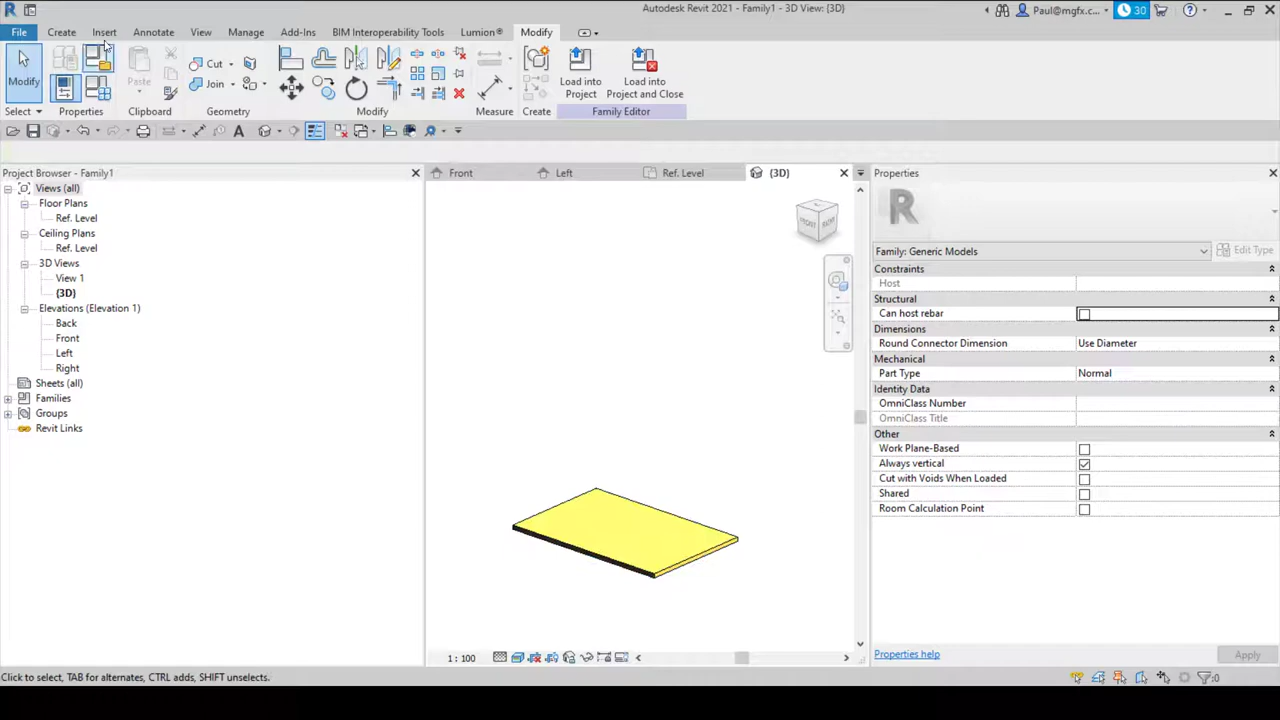 Autodesk Revit 2021 - Family1 - 3D View: {3D}
Paul@mgfx.c...
30
File Create Insert Annotate View Manage Add-Ins BIM Interoperability Tools Lumion® Modify
Modify
Paste
Cut
Join
Load into
Project
Load into
Project and Close
Select Properties Clipboard Geometry Modify Measure Create Family Editor
Project Browser - Family1
Front
Left
Ref. Level
{3D}
Properties
Views (all)
Floor Plans
Ref. Level
Ceiling Plans
Ref. Level
3D Views
View 1
{3D}
Elevations (Elevation 1)
Back
Front
Left
Right
Sheets (all)
Families
Groups
Revit Links
FRONT RIGHT
R
Family: Generic Models Edit Type
Constraints
Host
Structural
Can host rebar
Dimensions
Round Connector Dimension Use Diameter
Mechanical
Part Type Normal
Identity Data
OmniClass Number
OmniClass Title
Other
Work Plane-Based
Always vertical
Cut with Voids When Loaded
Shared
Room Calculation Point
1 : 100
Properties help Apply
Click to select, TAB for alternates, CTRL adds, SHIFT unselects.
:0